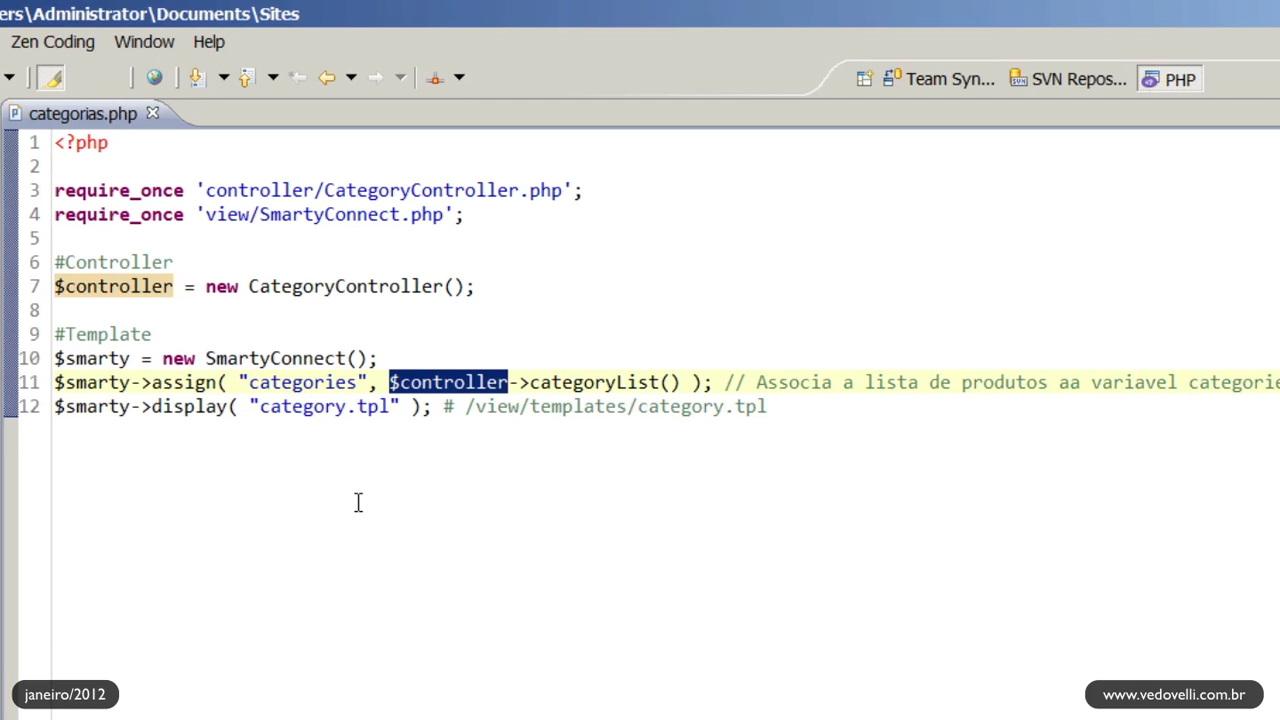 ers\Administrator\Documents\Sites
Zen Coding Window Help
Team Syn... SVN Repos... PHP
categorias.php
1 <?php
2
3 require_once 'controller/CategoryController.php';
4 require_once 'view/SmartyConnect.php';
5
6 #Controller
7 $controller = new CategoryController();
8
9 #Template
10 $smarty = new SmartyConnect();
11 $smarty->assign( "categories", $controller->categoryList() ); // Associa a lista de produtos aa variavel categorie
12 $smarty->display( "category.tpl" ); # /view/templates/category.tpl
janeiro/2012
www.vedovelli.com.br